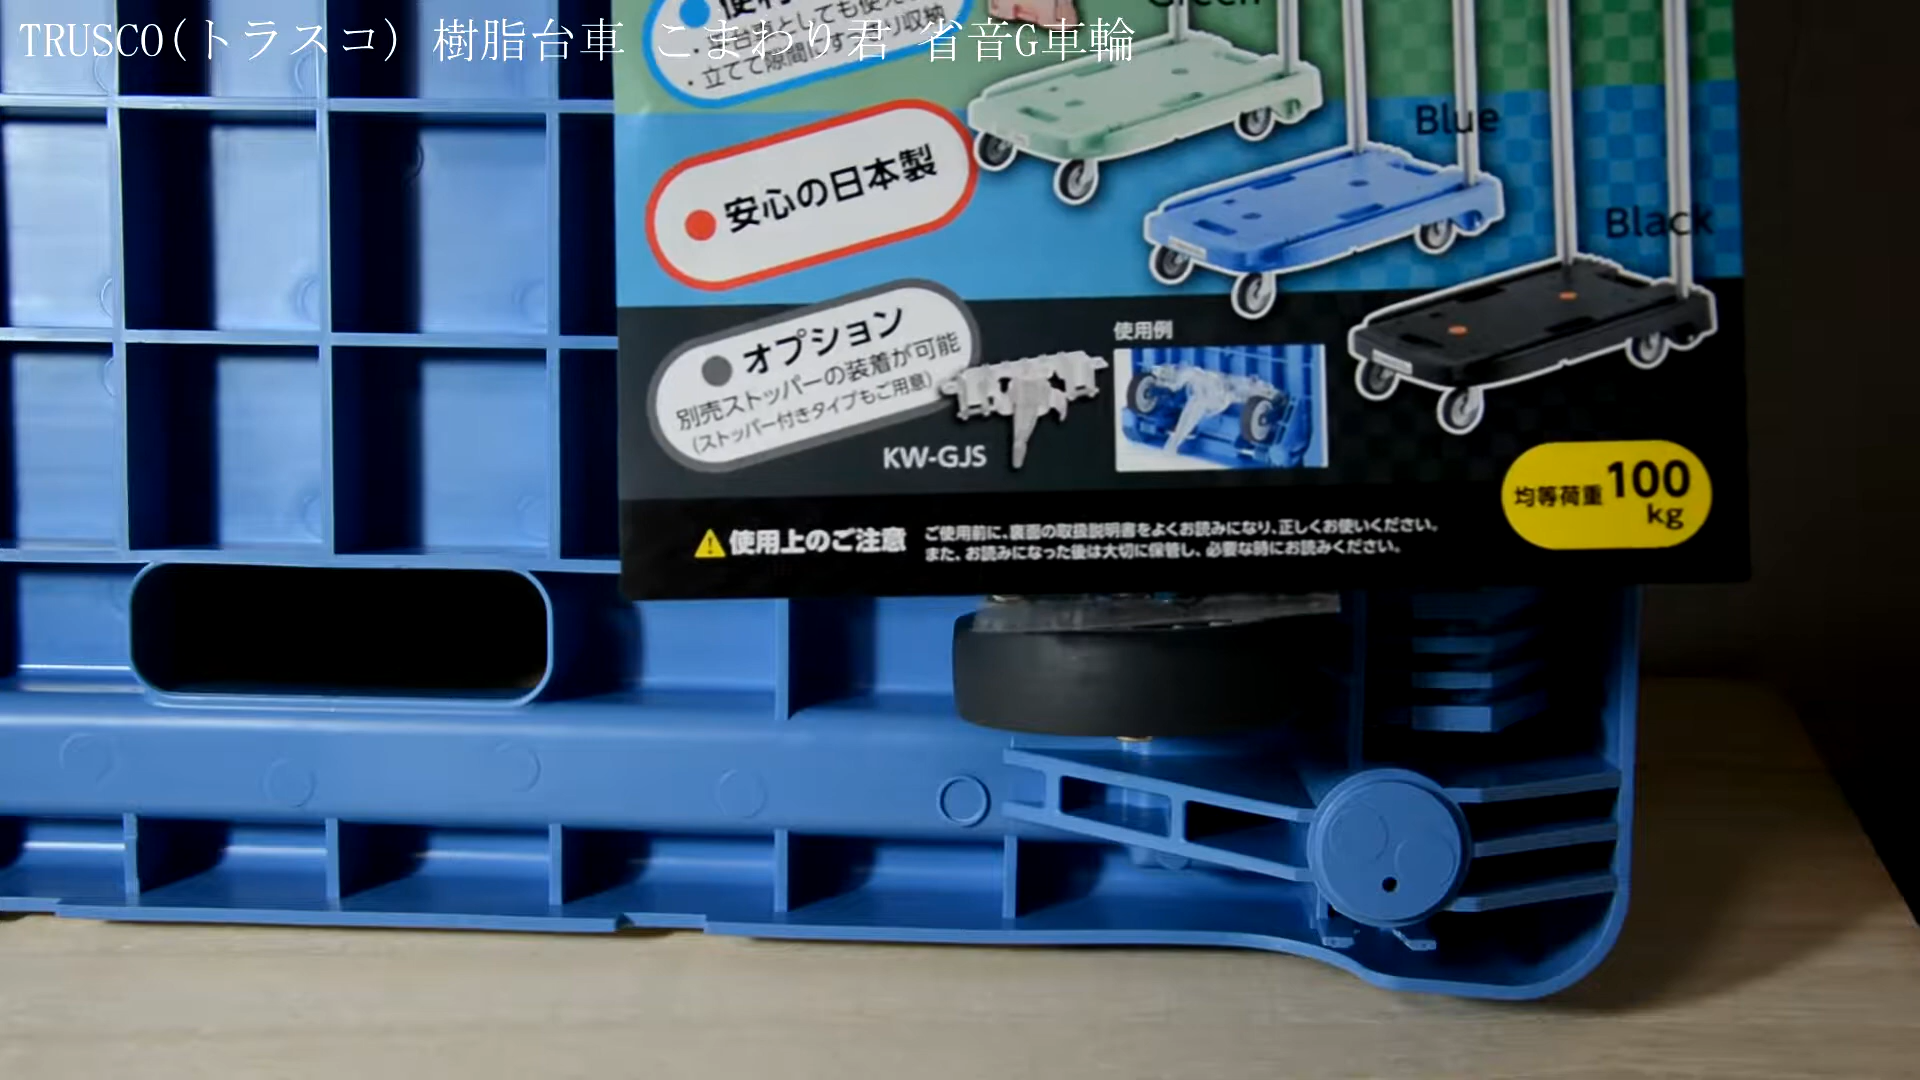 TRUSCO(トラスコ) 樹脂台車 こまわり君 省音G車輪
Green
Blue
Black
安心の日本製
オプション
別売ストッパーの装着が可能
(ストッパー付きタイプもご用意)
KW-GJS
使用例
均等荷重 100 kg
使用上のご注意
ご使用前に、裏面の取扱説明書をよくお読みになり、正しくお使いください。
また、お読みになった後は大切に保管し、必要な時にお読みください。